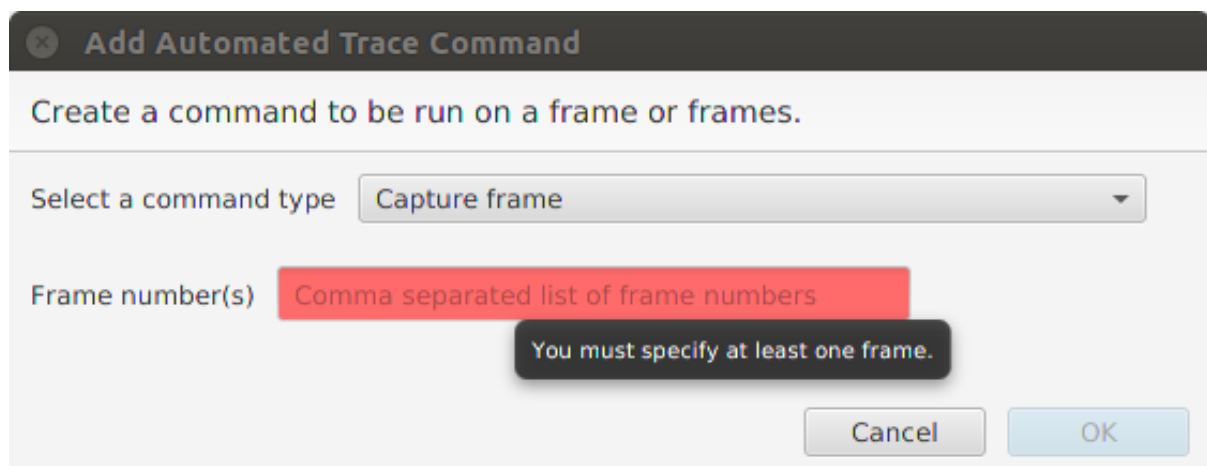 Add Automated Trace Command
Create a command to be run on a frame or frames.
Select a command type Capture frame
Frame number(s) Comma separated list of frame numbers
You must specify at least one frame.
Cancel OK